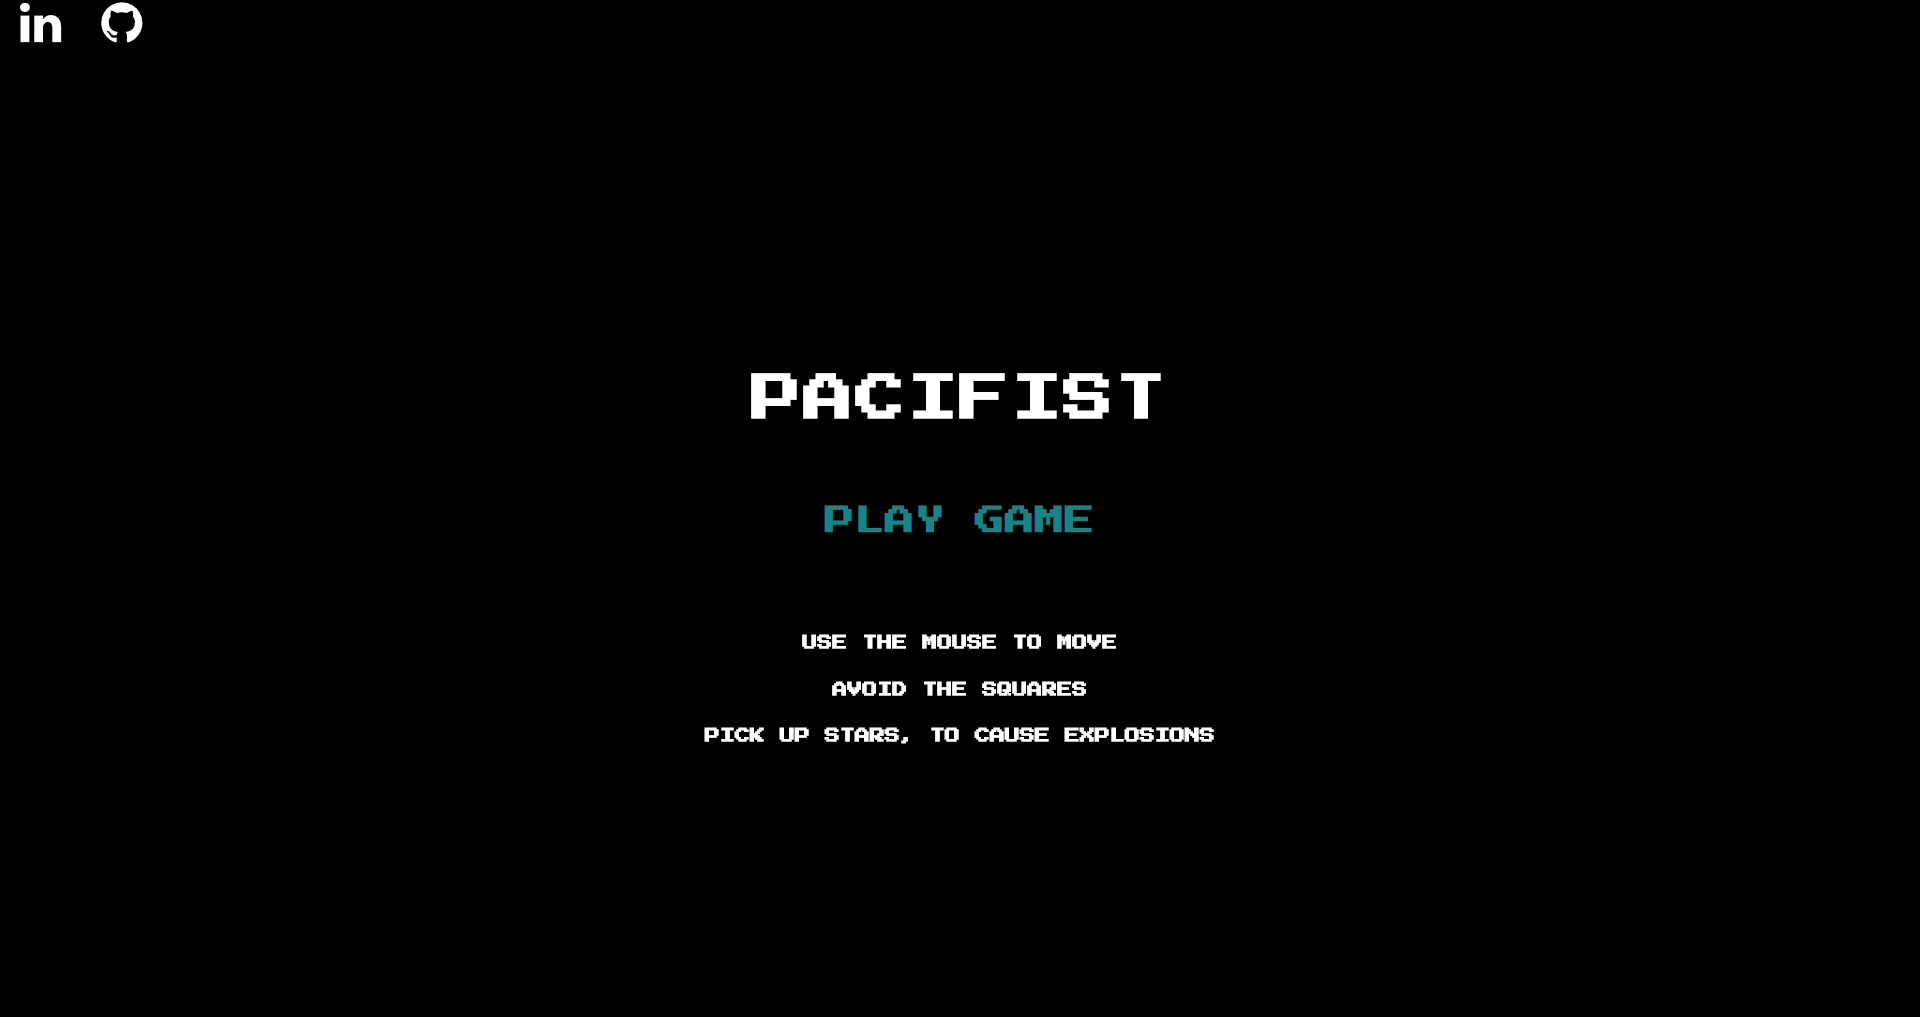 in
PACIFIST
PLAY GAME
USE THE MOUSE TO MOVE
AVOID THE SQUARES
PICK UP STARS, TO CAUSE EXPLOSIONS